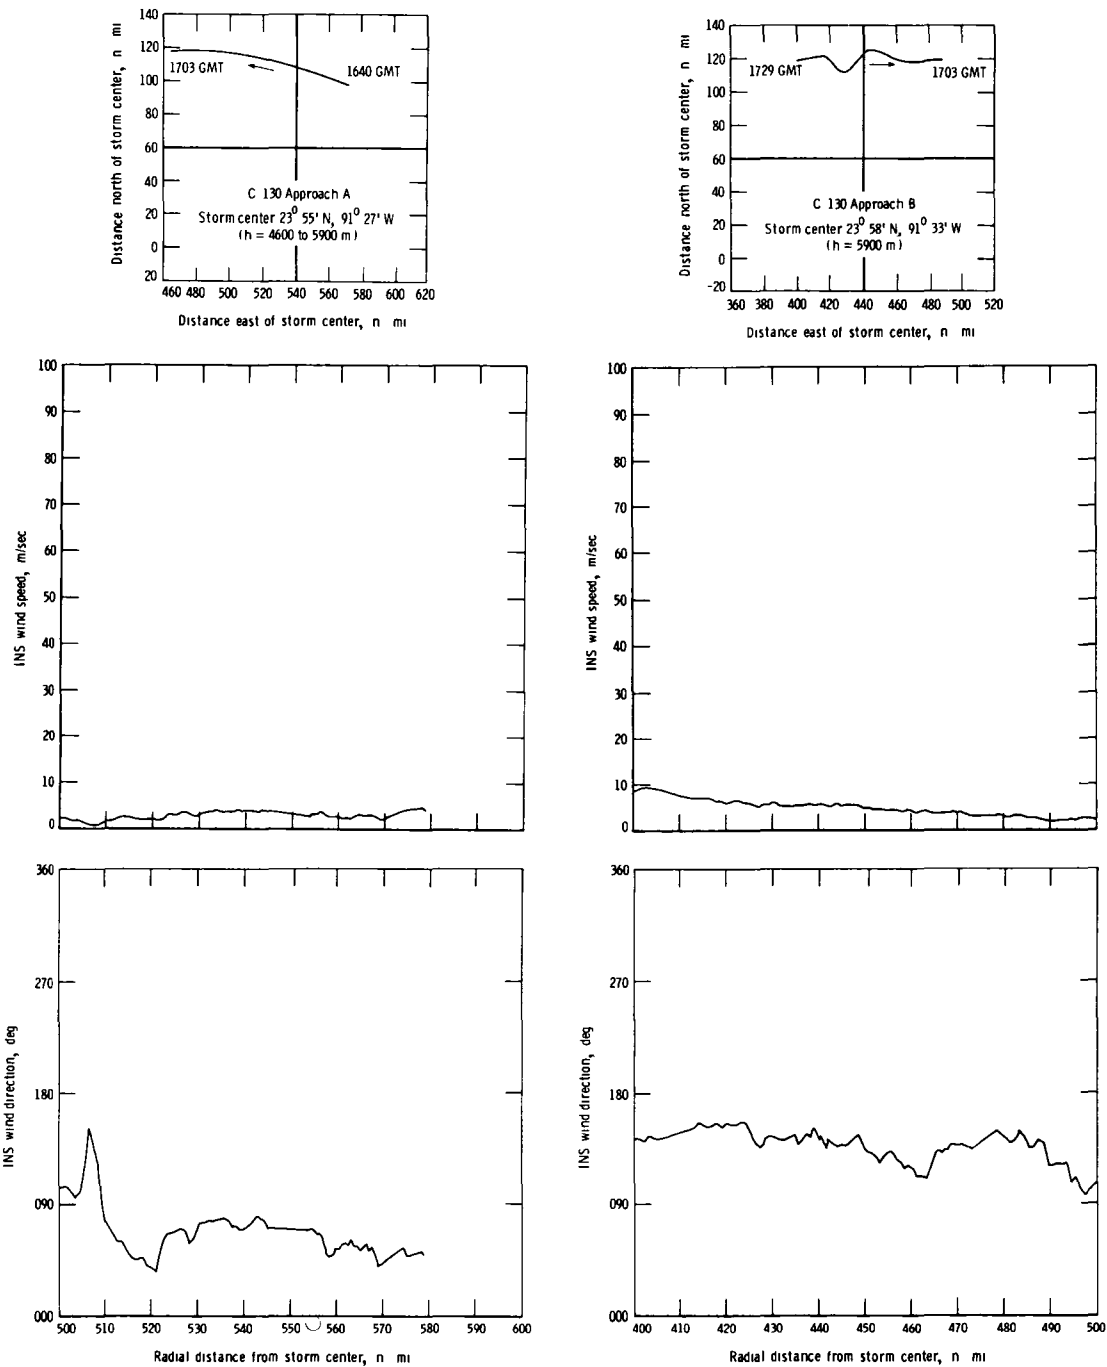 Distance north of storm center, n mi
140
120
100
80
60
40
20
0
20
1703 GMT
1640 GMT
C 130 Approach A
Storm center 23° 55' N, 91° 27' W
(h = 4600 to 5900 m)
460 480 500 520 540 560 580 600 620
Distance east of storm center, n mi
Distance north of storm center, n mi
140
120
100
80
60
40
20
0
-20
1729 GMT
1703 GMT
C 130 Approach B
Storm center 23° 58' N, 91° 33' W
(h = 5900 m)
360 380 400 420 440 460 480 500 520
Distance east of storm center, n mi
INS wind speed, m/sec
100
90
80
70
60
50
40
30
20
10
0
INS wind speed, m/sec
100
90
80
70
60
50
40
30
20
10
0
INS wind direction, deg
360
270
180
090
000
500 510 520 530 540 550 560 570 580 590 600
Radial distance from storm center, n mi
INS wind direction, deg
360
270
180
090
000
400 410 420 430 440 450 460 470 480 490 500
Radial distance from storm center, n mi